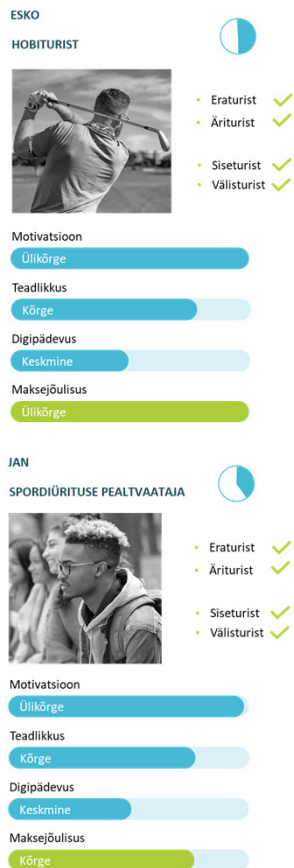 ESKO
HOBITURIST
Eraturist
Äriturist
Siseturist
Välisturist
Motivatsioon
Ülikõrge
Teadlikkus
Kõrge
Digipädevus
Keskmine
Maksejõulisus
Ülikõrge
JAN
SPORDIÜRITUSE PEALTVAATAJA
Eraturist
Äriturist
Siseturist
Välisturist
Motivatsioon
Ülikõrge
Teadlikkus
Kõrge
Digipädevus
Keskmine
Maksejõulisus
Kõrge